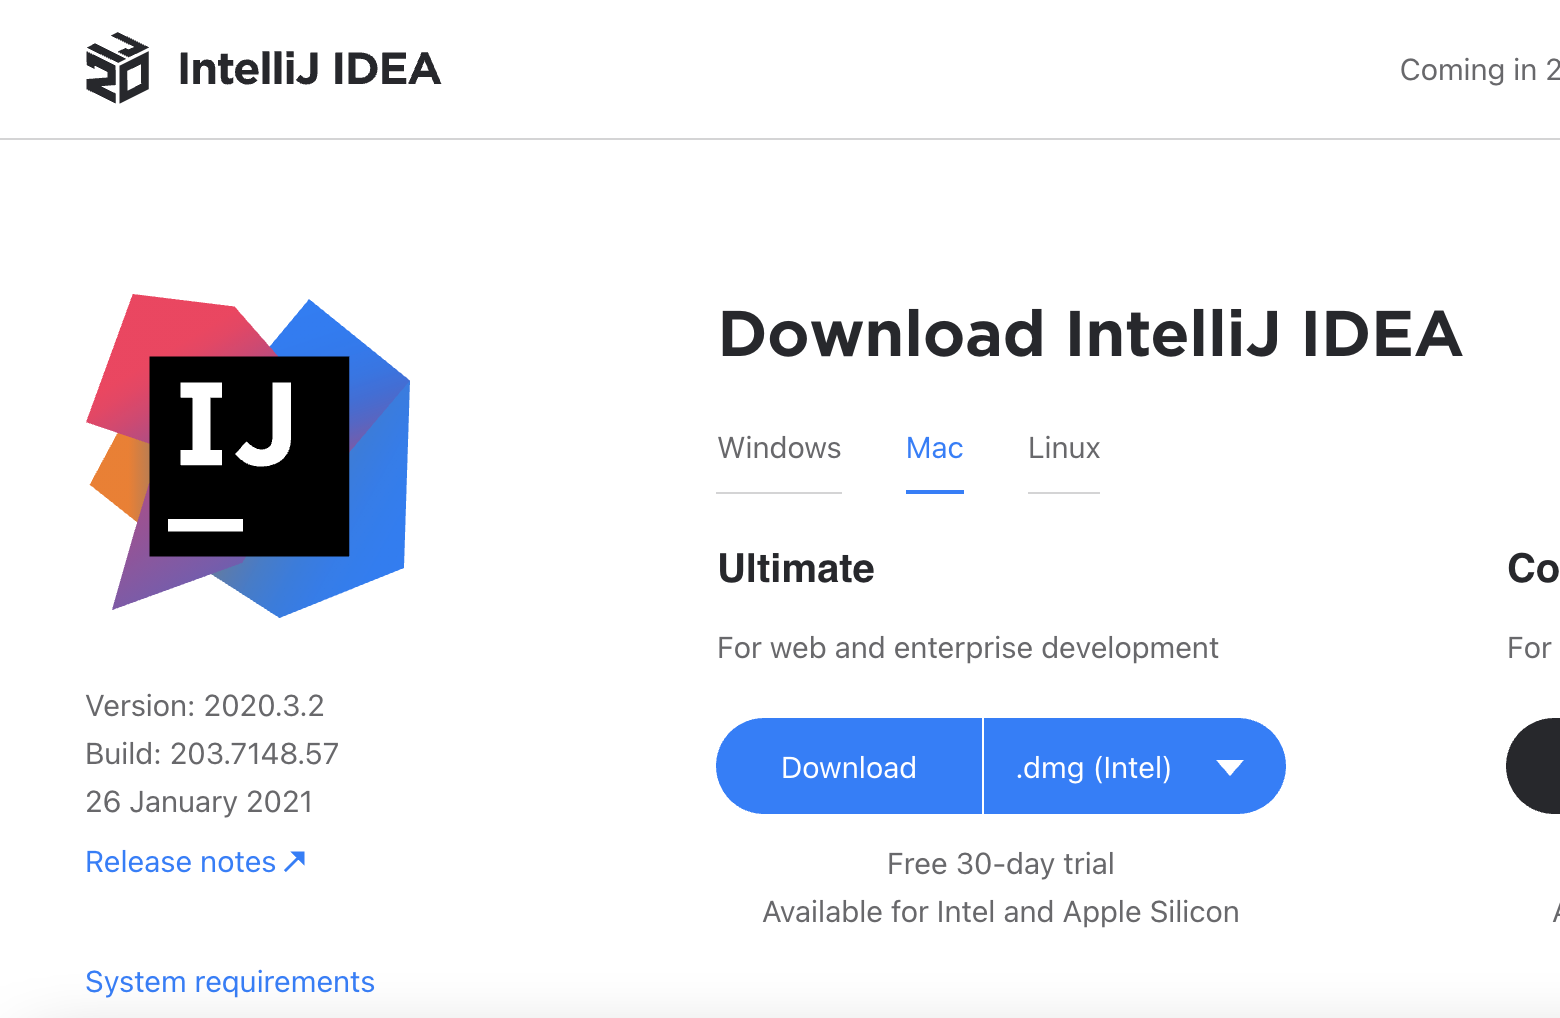 IntelliJ IDEA
Coming in 2
IJ
Download IntelliJ IDEA
Windows Mac Linux
Ultimate
Co
For web and enterprise development
For
Version: 2020.3.2
Build: 203.7148.57
26 January 2021
Release notes
System requirements
Download .dmg (Intel)
Free 30-day trial
Available for Intel and Apple Silicon